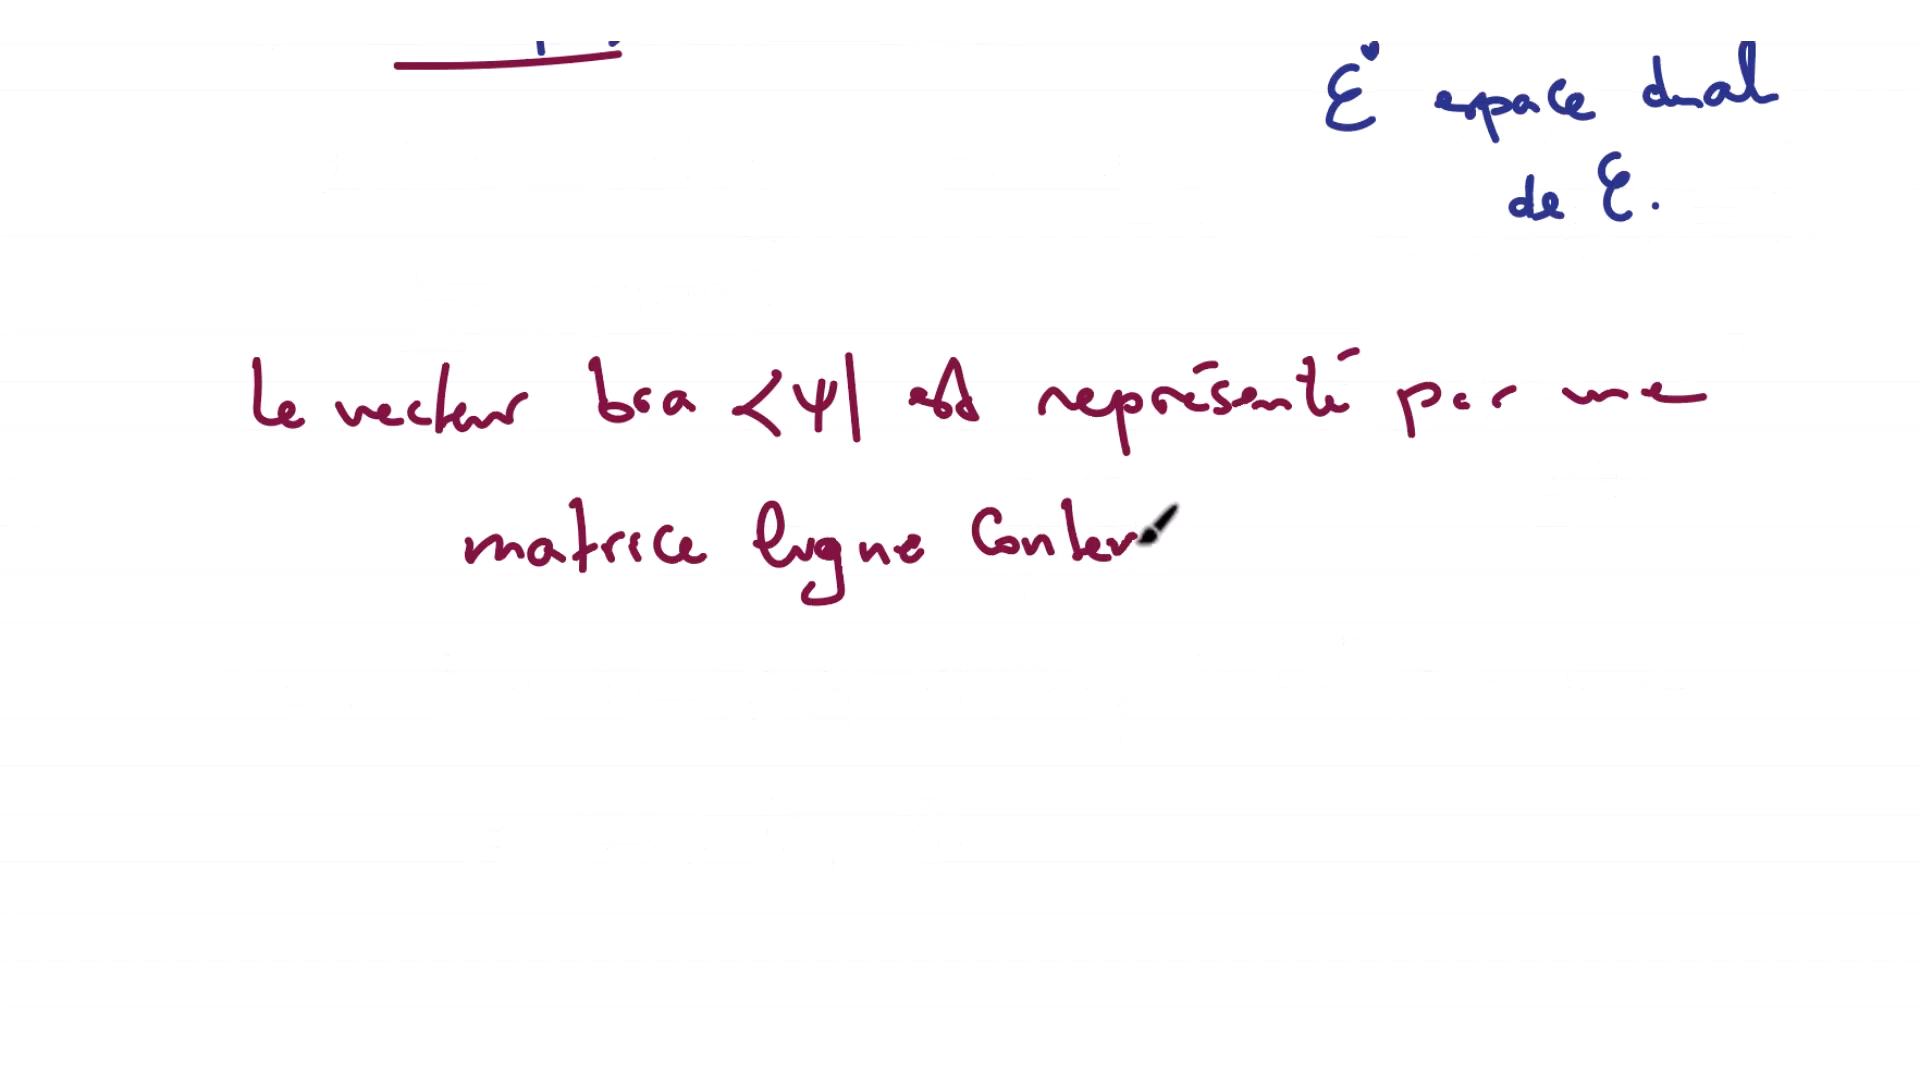 ℰ* espace dual
de ℰ.
le vecteur bra <ψ| est représenté par une
matrice ligne Conten